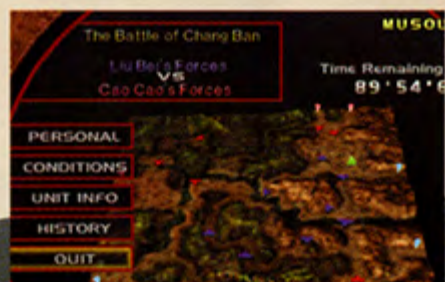 MUSOU
The Battle of Chang Ban
Liu Bei's Forces
VS
Cao Cao's Forces
Time Remaining
89'54"6
PERSONAL
CONDITIONS
UNIT INFO
HISTORY
QUIT